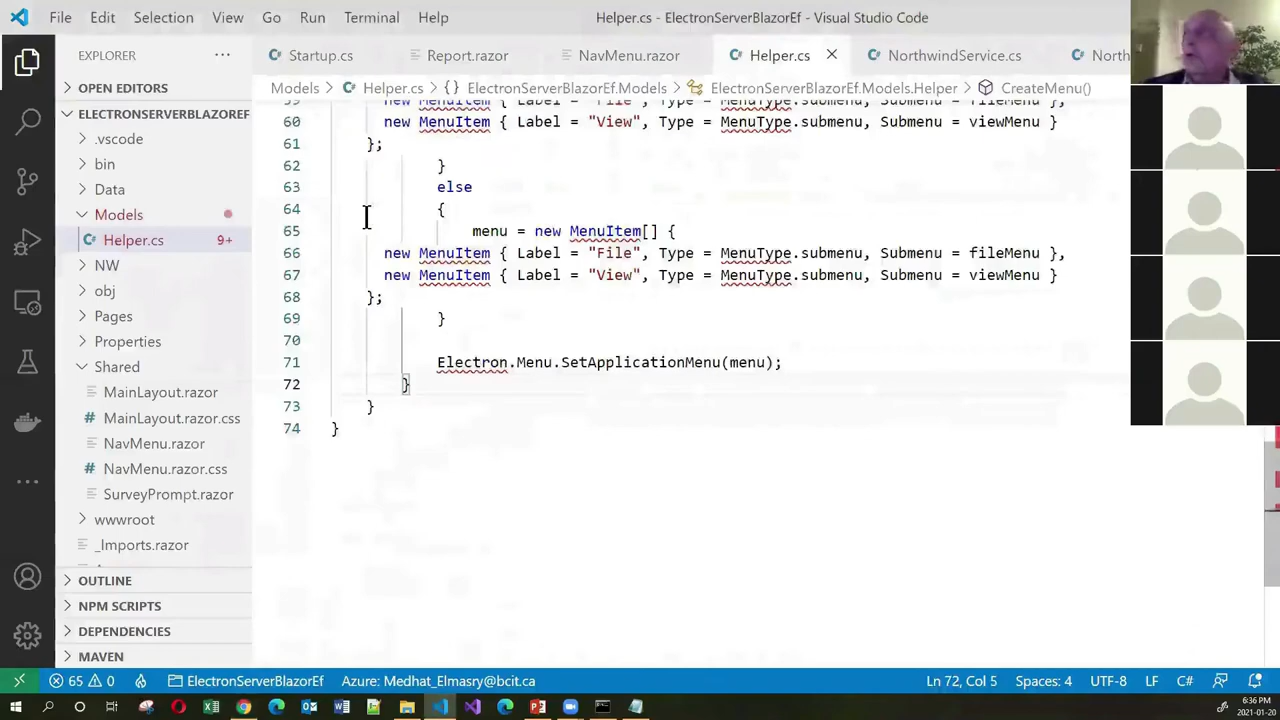 File Edit Selection View Go Run Terminal Help Helper.cs - ElectronServerBlazorEf - Visual Studio Code
EXPLORER ···
Startup.cs Report.razor NavMenu.razor Helper.cs NorthwindService.cs North
Models > Helper.cs > {} ElectronServerBlazorEf.Models > ElectronServerBlazorEf.Models.Helper > CreateMenu()
OPEN EDITORS
ELECTRONSERVERBLAZOREF
.vscode
bin
Data
Models
Helper.cs 9+
NW
obj
Pages
Properties
Shared
MainLayout.razor
# MainLayout.razor.css
NavMenu.razor
# NavMenu.razor.css
SurveyPrompt.razor
wwwroot
_Imports.razor
OUTLINE
NPM SCRIPTS
DEPENDENCIES
MAVEN
59 new MenuItem { Label = "File", Type = MenuType.submenu, Submenu = fileMenu },
60 new MenuItem { Label = "View", Type = MenuType.submenu, Submenu = viewMenu }
61 };
62 }
63 else
64 {
65 menu = new MenuItem[] {
66 new MenuItem { Label = "File", Type = MenuType.submenu, Submenu = fileMenu },
67 new MenuItem { Label = "View", Type = MenuType.submenu, Submenu = viewMenu }
68 };
69 }
70
71 Electron.Menu.SetApplicationMenu(menu);
72 }
73 }
74 }
65 0 ElectronServerBlazorEf Azure: Medhat_Elmasry@bcit.ca Ln 72, Col 5 Spaces: 4 UTF-8 LF C#
6:36 PM
2021-01-20